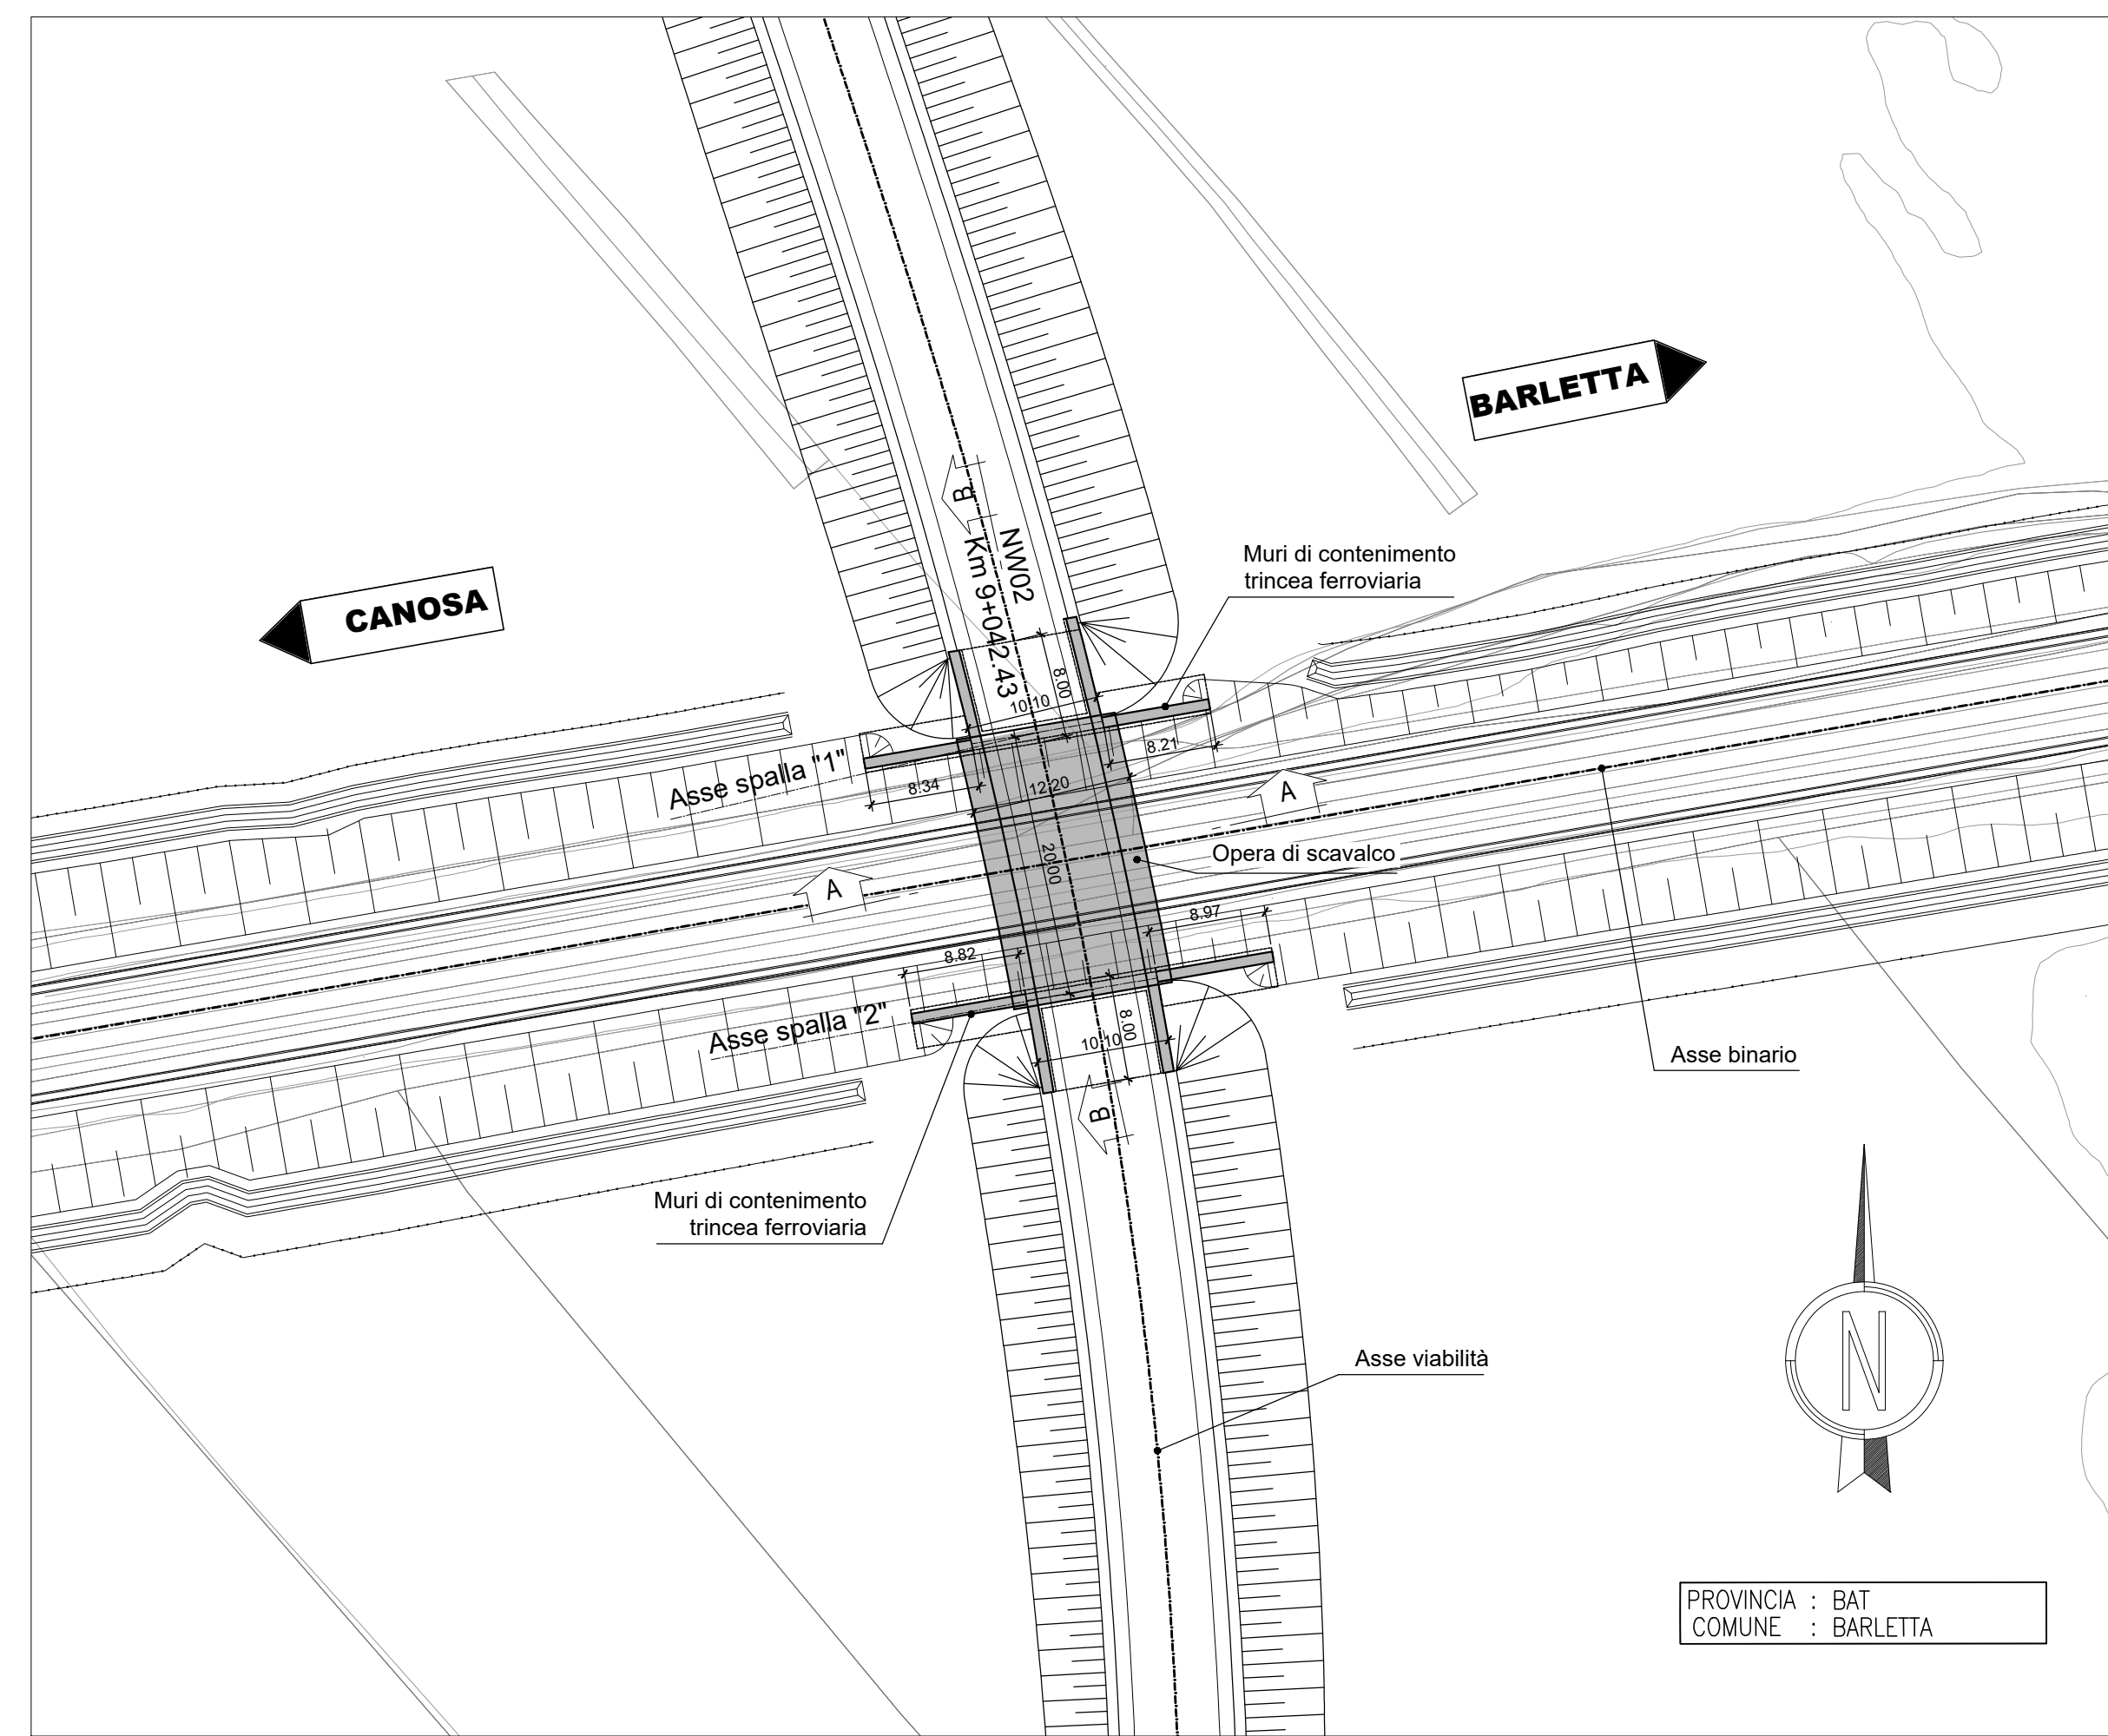 BARLETTA
CANOSA
B
NW02
Km 9+042.43
Muri di contenimento
trincea ferroviaria
8.00
10.10
8.21
Asse spalla "1"
8.34
12.20
A
A
Opera di scavalco
20.00
8.97
8.82
Asse spalla "2"
8.00
10.10
B
Asse binario
Muri di contenimento
trincea ferroviaria
Asse viabilità
N
PROVINCIA : BAT
COMUNE : BARLETTA